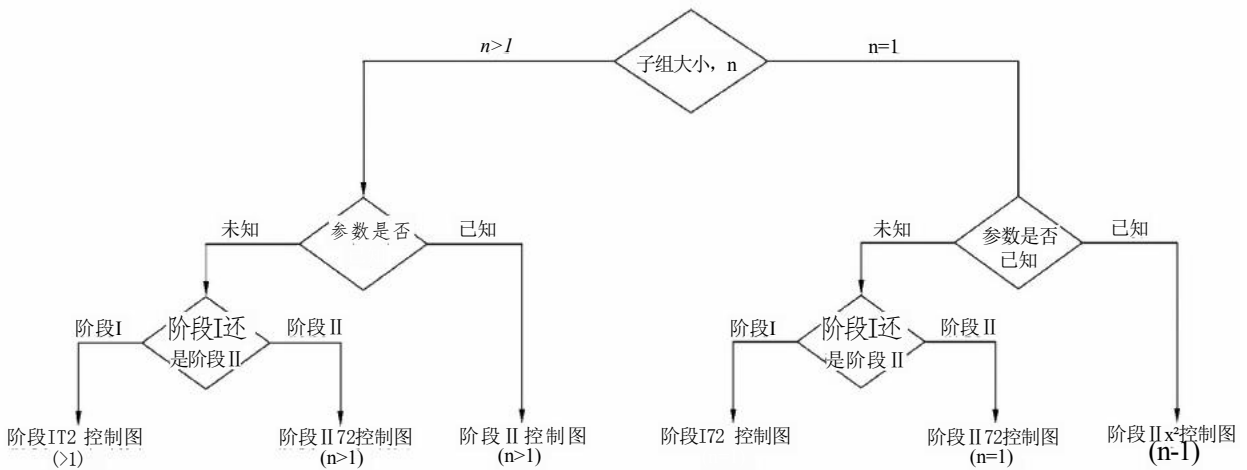 n>1
子组大小，n
n=1
未知
参数是否
已知
未知
参数是否
已知
已知
阶段I
阶段I还
是阶段Ⅱ
阶段Ⅱ
阶段I
阶段I还
是阶段Ⅱ
阶段Ⅱ
阶段IT2 控制图
(>1)
阶段Ⅱ72控制图
(n>1)
阶段Ⅱ控制图
(n>1)
阶段I72 控制图
阶段Ⅱ72控制图
(n=1)
阶段Ⅱx²控制图
(n-1)